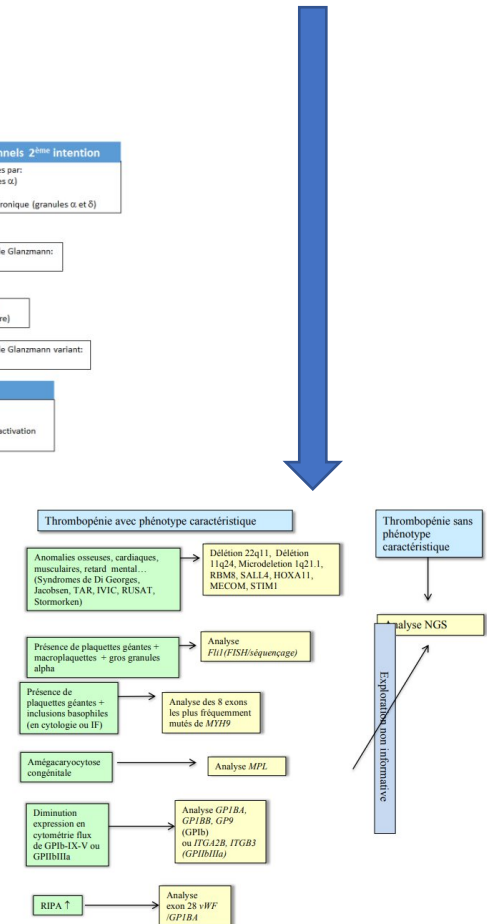 nnels 2ème intention
es par:
es α)
ronique (granules α et δ)
de Glanzmann:
re)
de Glanzmann variant:
activation
Thrombopénie avec phénotype caractéristique
Anomalies osseuses, cardiaques,
musculaires, retard mental…
(Syndromes de Di Georges,
Jacobsen, TAR, IVIC, RUSAT,
Stormorken)
Délétion 22q11, Délétion
11q24, Microdeletion 1q21.1,
RBM8, SALL4, HOXA11,
MECOM, STIM1
Présence de plaquettes géantes +
macroplaquettes + gros granules
alpha
Analyse
Fli1(FISH/séquençage)
Présence de
plaquettes géantes +
inclusions basophiles
(en cytologie ou IF)
Analyse des 8 exons
les plus fréquemment
mutés de MYH9
Amégacaryocytose
congénitale
Analyse MPL
Diminution
expression en
cytométrie flux
de GPIb-IX-V ou
GPIIbIIIa
Analyse GP1BA,
GP1BB, GP9
(GPIb)
ou ITGA2B, ITGB3
(GPIIbIIIa)
RIPA ↑
Analyse
exon 28 vWF
/GP1BA
Thrombopénie sans
phénotype
caractéristique
Analyse NGS
Exploration non informative